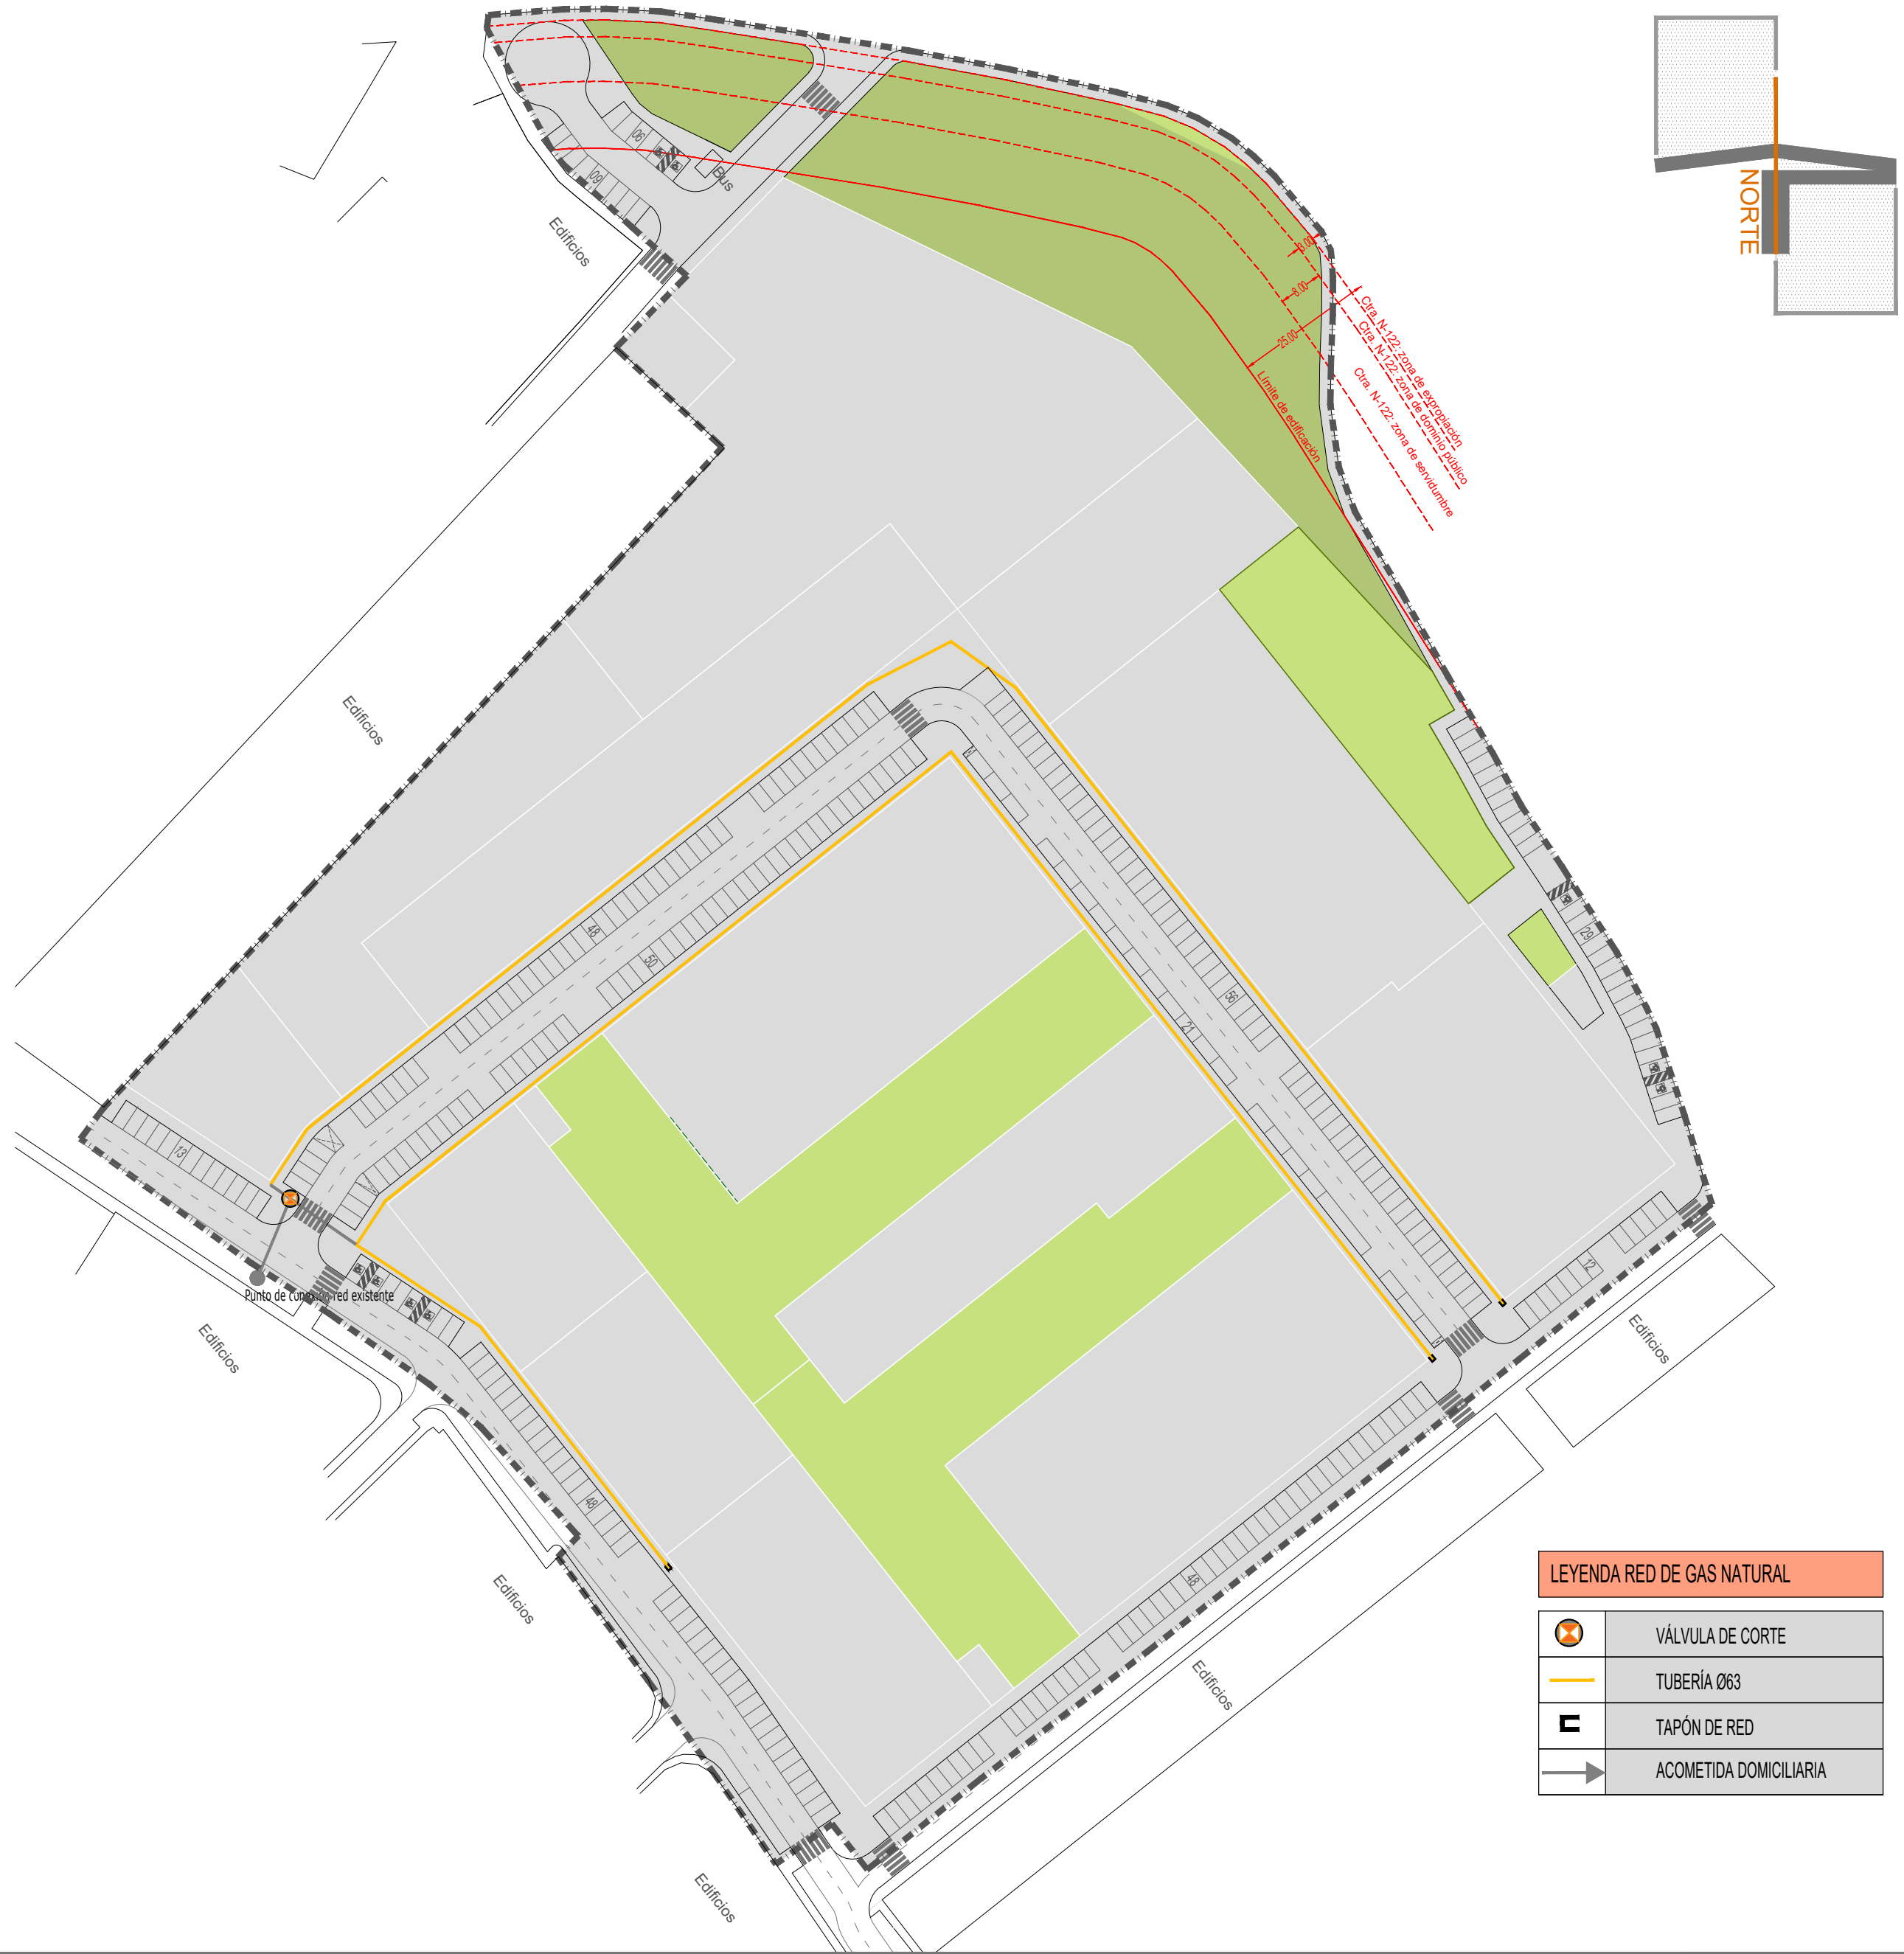 NORTE
06
Bus
09
Edificios
3.00
8.00
25.00
Ctra. N-122: zona de expropiación
Ctra. N-122: zona de dominio público
Ctra. N-122: zona de servidumbre
Límite de edificación
Edificios
48
50
29
56
21
13
Punto de conexión red existente
12
Edificios
Edificios
48
Edificios
48
Edificios
Edificios
LEYENDA RED DE GAS NATURAL
VÁLVULA DE CORTE
TUBERÍA Ø63
TAPÓN DE RED
ACOMETIDA DOMICILIARIA